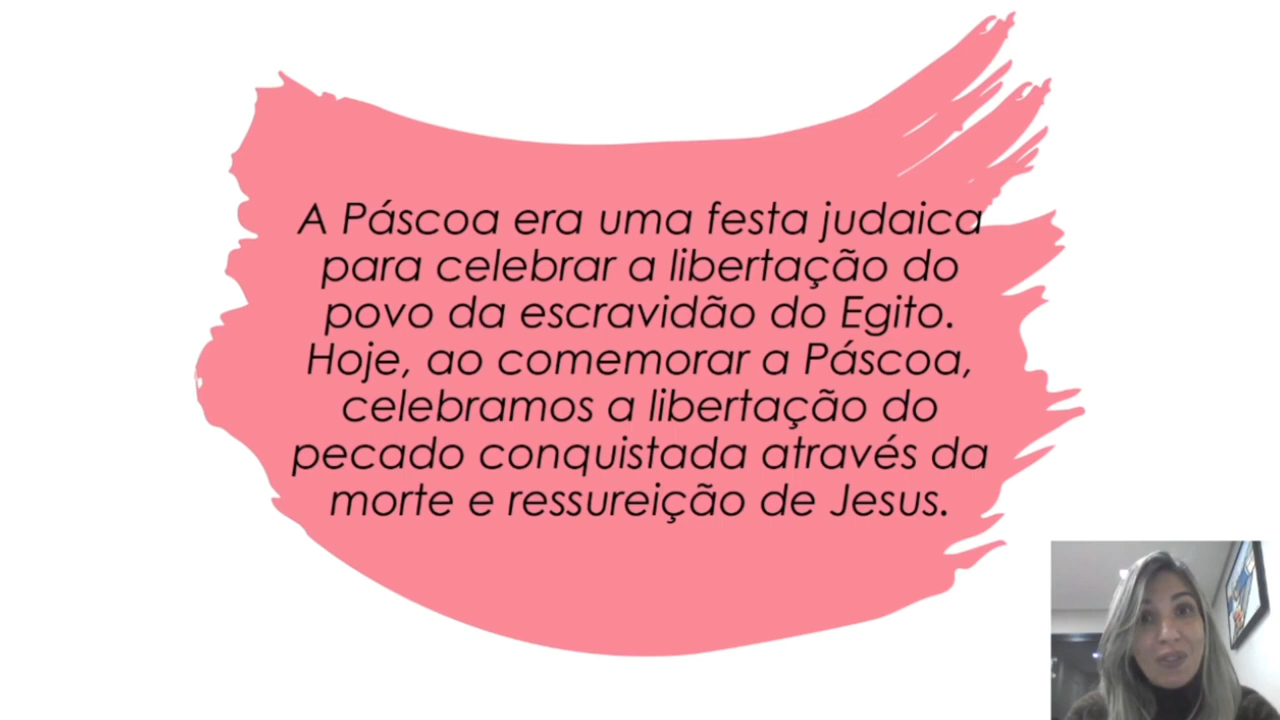 A Páscoa era uma festa judaica
para celebrar a libertação do
povo da escravidão do Egito.
Hoje, ao comemorar a Páscoa,
celebramos a libertação do
pecado conquistada através da
morte e ressureição de Jesus.